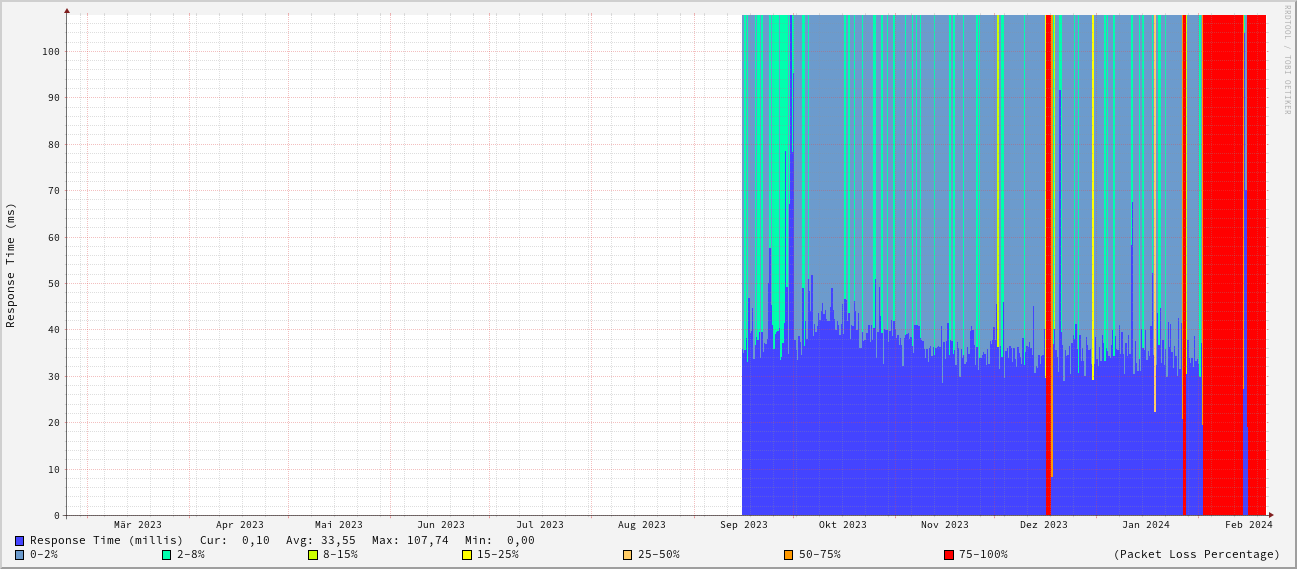 RRDTOOL / TOBI OETIKER
Response Time (ms)
100
90
80
70
60
50
40
30
20
10
0
Mär 2023 Apr 2023 Mai 2023 Jun 2023 Jul 2023 Aug 2023 Sep 2023 Okt 2023 Nov 2023 Dez 2023 Jan 2024 Feb 2024
Response Time (millis) Cur: 0,10 Avg: 33,55 Max: 107,74 Min: 0,00
0-2% 2-8% 8-15% 15-25% 25-50% 50-75% 75-100% (Packet Loss Percentage)